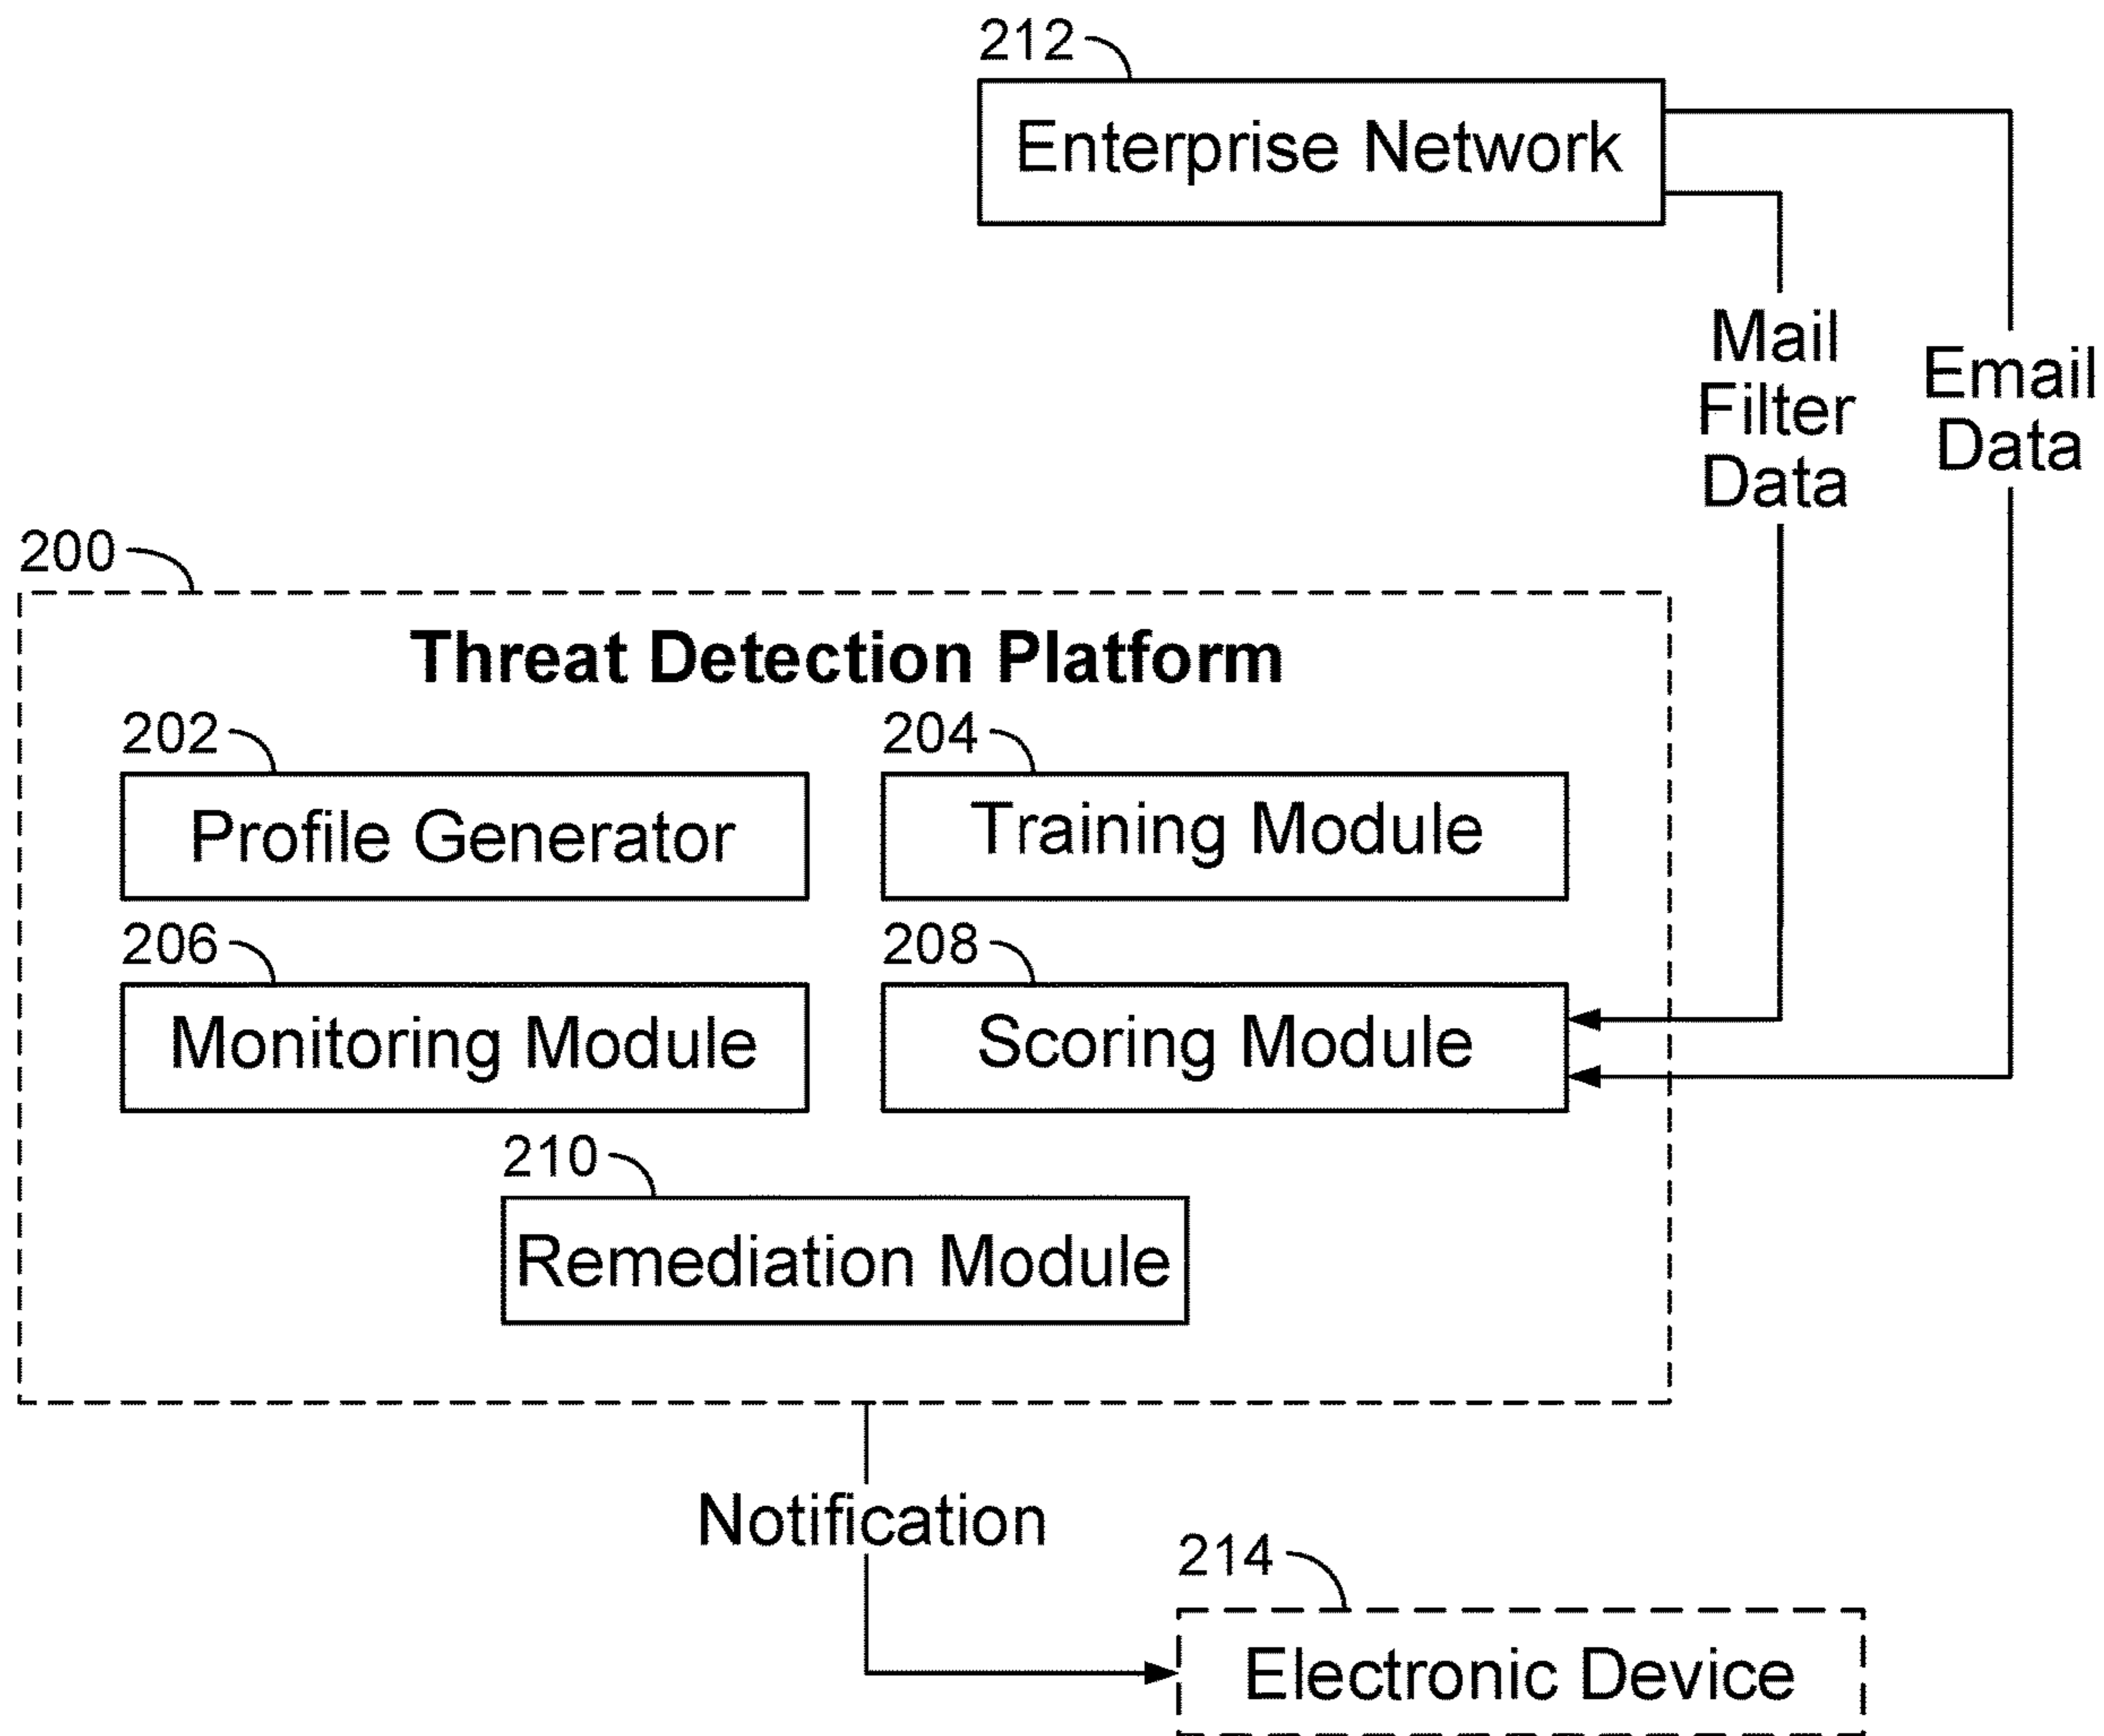 212
Enterprise Network
Mail
Filter
Data
Email
Data
200
Threat Detection Platform
202
Profile Generator
204
Training Module
206
Monitoring Module
208
Scoring Module
210
Remediation Module
Notification
214
Electronic Device